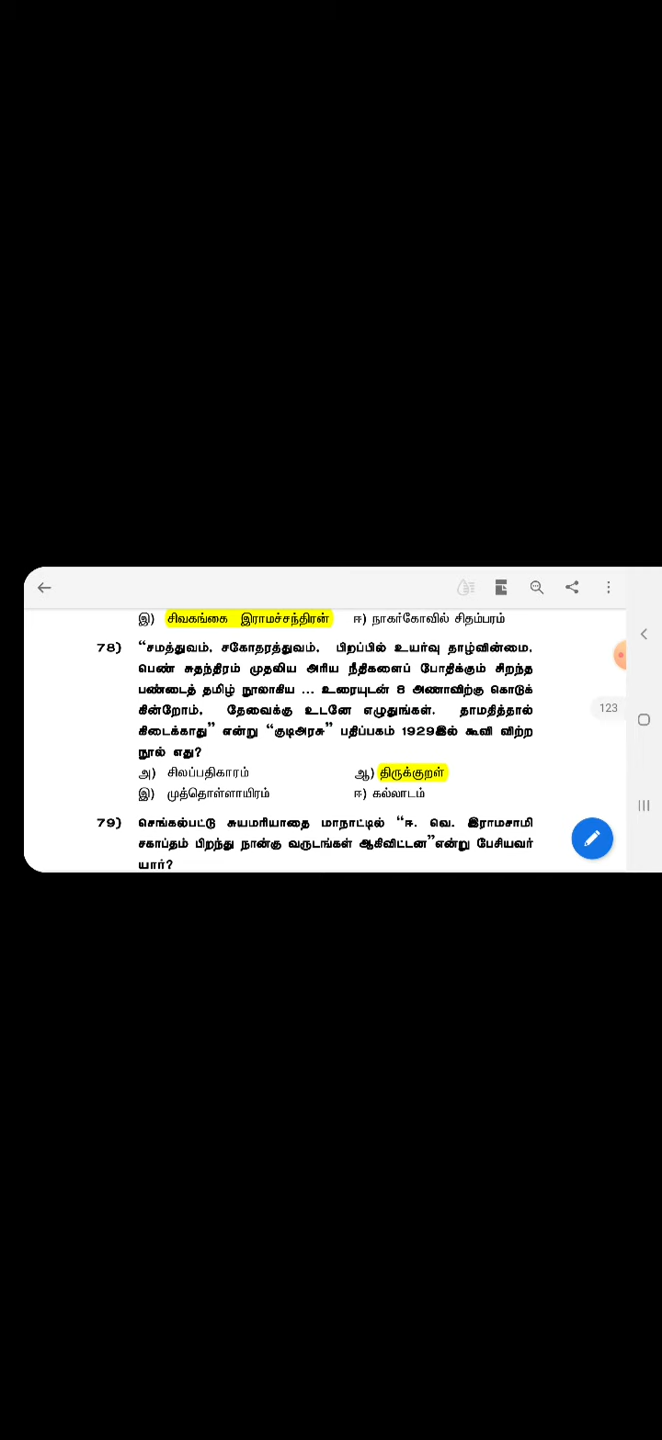 இ) சிவகங்கை இராமச்சந்திரன் ஈ) நாகர்கோவில் சிதம்பரம்
78) “சமத்துவம், சகோதரத்துவம், பிறப்பில் உயர்வு தாழ்வின்மை,
பெண் சுதந்திரம் முதலிய அரிய நீதிகளைப் போதிக்கும் சிறந்த
பண்டைத் தமிழ் நூலாகிய ... உரையுடன் 8 அணாவிற்கு கொடுக்
கின்றோம், தேவைக்கு உடனே எழுதுங்கள். தாமதித்தால்
கிடைக்காது” என்று “குடிஅரசு” பதிப்பகம் 1929இல் கூவி விற்ற
நூல் எது?
அ) சிலப்பதிகாரம் ஆ) திருக்குறள்
இ) முத்தொள்ளாயிரம் ஈ) கல்லாடம்
123
79) செங்கல்பட்டு சுயமரியாதை மாநாட்டில் “ஈ. வெ. இராமசாமி
சகாப்தம் பிறந்து நான்கு வருடங்கள் ஆகிவிட்டன”என்று பேசியவர்
யார்?